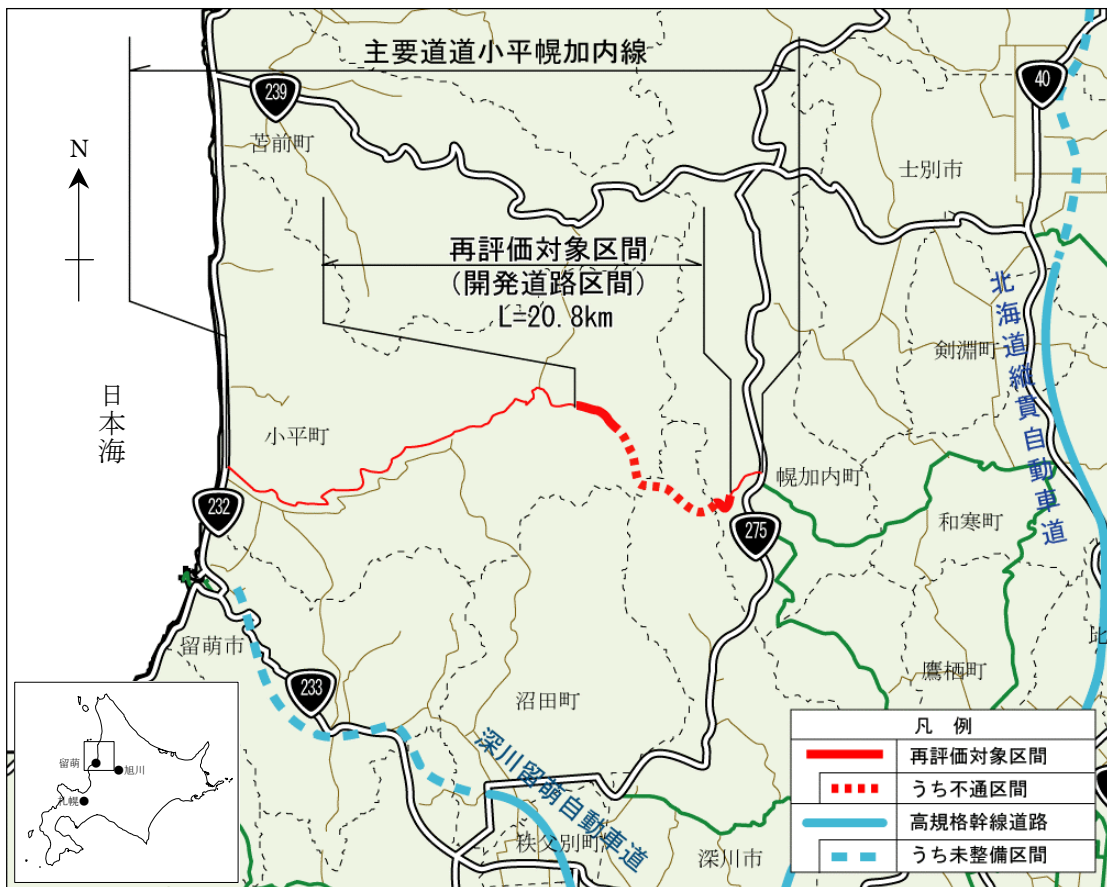 主要道道小平幌加内線
239
40
苫前町
士別市
N
再評価対象区間
(開発道路区間)
L=20.8km
北海道縦貫自動車道
剣淵町
日本海
小平町
幌加内町
232
275
和寒町
留萌市
233
沼田町
鷹栖町
比
深川留萌自動車道
秩父別町
深川市
留萌
旭川
札幌
凡 例
再評価対象区間
うち不通区間
高規格幹線道路
うち未整備区間